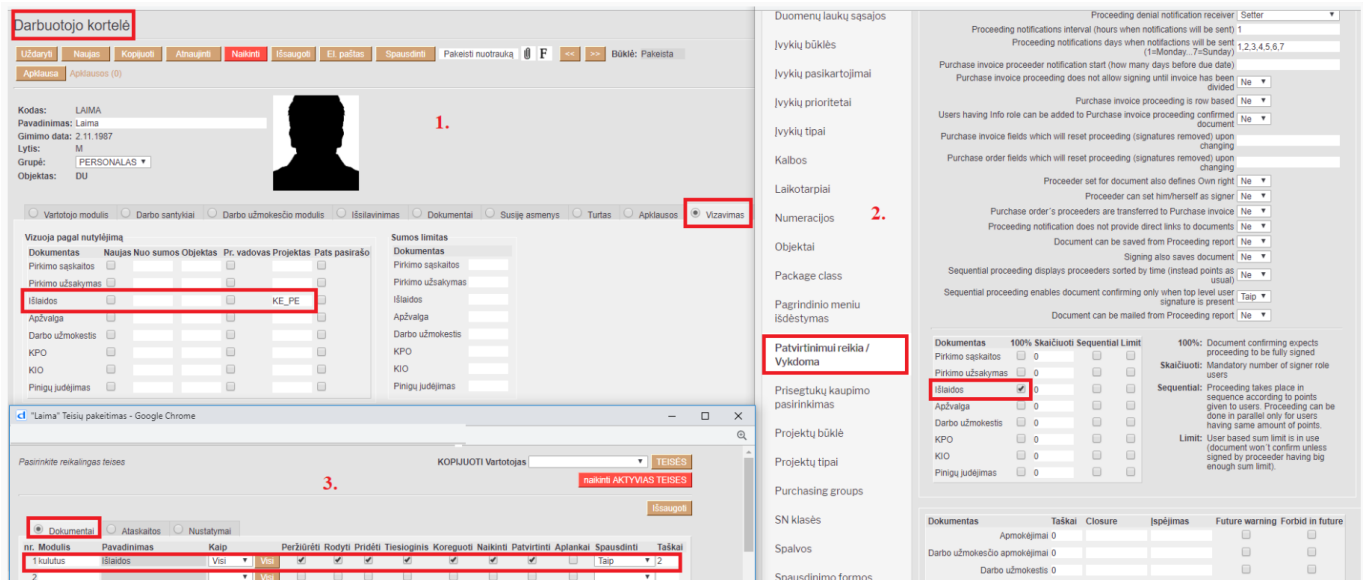 Darbuotojo kortelė
Uždaryti Naujas Kopijuoti Atnaujinti Naikinti Išsaugoti El. paštas Spausdinti Pakeisti nuotrauką F << >> Būklė: Pakeista
Apklausa Apklausos (0)
Kodas: LAIMA
Pavadinimas: Laima
Gimimo data: 2.11.1987
Lytis: M
Grupė: PERSONALAS
Objektas: DU
1.
Vartotojo modulis Darbo santykiai Darbo užmokesčio modulis Išsilavinimas Dokumentai Susiję asmenys Turtas Apklausos Vizavimas
Vizuoja pagal nutylėjimą
Dokumentas Naujas Nuo sumos Objektas Pr. vadovas Projektas Pats pasirašo
Pirkimo sąskaitos
Pirkimo užsakymas
Išlaidos KE_PE
Apžvalga
Darbo užmokestis
KPO
KIO
Pinigų judėjimas
Sumos limitas
Dokumentas
Pirkimo sąskaitos
Pirkimo užsakymas
Išlaidos
Apžvalga
Darbo užmokestis
KPO
KIO
Pinigų judėjimas
"Laima" Teisių pakeitimas - Google Chrome
Pasirinkite reikalingas teises
KOPIJUOTI Vartotojas TEISES
naikinti AKTYVIAS TEISES
3.
Išsaugoti
Dokumentai Ataskaitos Nustatymai
nr. Modulis Pavadinimas Kaip Peržiūrėti Rodyti Pridėti Tiesioginis Koreguoti Naikinti Patvirtinti Aplankai Spausdinti Taškai
1 kulutus Išlaidos Visi Visi Taip 2
2 Visi
Duomenų laukų sąsajos
Įvykių būklės
Įvykių pasikartojimai
Įvykių prioritetai
Įvykių tipai
Kalbos
Laikotarpiai
Numeracijos
Objektai
Package class
Pagrindinio meniu
išdėstymas
Patvirtinimui reikia /
Vykdoma
Prisegtukų kaupimo
pasirinkimas
Projektų būklė
Projektų tipai
Purchasing groups
SN klasės
Spalvos
Spausdinimo formos
2.
Proceeding denial notification receiver Setter
Proceeding notifications interval (hours when notifications will be sent) 1
Proceeding notifications days when notifactions will be sent
(1=Monday...7=Sunday) 1,2,3,4,5,6,7
Purchase invoice proceeder notification start (how many days before due date)
Purchase invoice proceeding does not allow signing until invoice has been
divided Ne
Purchase invoice proceeding is row based Ne
Users having Info role can be added to Purchase invoice proceeding confirmed
document Ne
Purchase invoice fields which will reset proceeding (signatures removed) upon
changing
Purchase order fields which will reset proceeding (signatures removed) upon
changing
Proceeder set for document also defines Own right Ne
Proceeder can set him/herself as signer Ne
Purchase order´s proceeders are transferred to Purchase invoice Ne
Proceeding notification does not provide direct links to documents Ne
Document can be saved from Proceeding report Ne
Signing also saves document Ne
Sequential proceeding displays proceeders sorted by time (instead points as
usual) Ne
Sequential proceeding enables document confirming only when top level user
signature is present Taip
Document can be mailed from Proceeding report Ne
Dokumentas 100% Skaičiuoti Sequential Limit
Pirkimo sąskaitos 0
Pirkimo užsakymas 0
Išlaidos 0
Apžvalga 0
Darbo užmokestis 0
KPO 0
KIO 0
Pinigų judėjimas 0
100%: Document confirming expects
proceeding to be fully signed
Skaičiuoti: Mandatory number of signer role
users
Sequential: Proceeding takes place in
sequence according to points
given to users. Proceeding can be
done in parallel only for users
having same amount of points.
Limit: User based sum limit is in use
(document won´t confirm unless
signed by proceeder having big
enough sum limit).
Dokumentas Taškai Closure Įspėjimas Future warning Forbid in future
Apmokėjimai 0
Darbo užmokesčio apmokėjimai 0
Darbo užmokestis 0